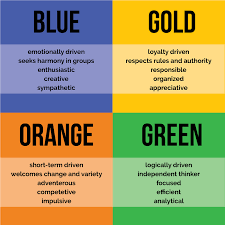 BLUE
emotionally driven
seeks harmony in groups
enthusiastic
creative
sympathetic
GOLD
loyalty driven
respects rules and authority
responsible
organized
appreciative
ORANGE
short-term driven
welcomes change and variety
adventerous
competetive
impulsive
GREEN
logically driven
independent thinker
focused
efficient
analytical